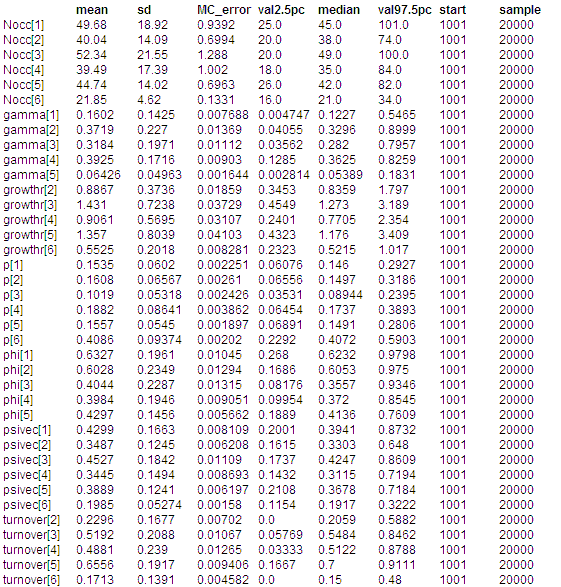 mean sd MC_error val2.5pc median val97.5pc start sample
Nocc[1] 49.68 18.92 0.9392 25.0 45.0 101.0 1001 20000
Nocc[2] 40.04 14.09 0.6994 20.0 38.0 74.0 1001 20000
Nocc[3] 52.34 21.55 1.288 20.0 49.0 100.0 1001 20000
Nocc[4] 39.49 17.39 1.002 18.0 35.0 84.0 1001 20000
Nocc[5] 44.74 14.02 0.6963 26.0 42.0 82.0 1001 20000
Nocc[6] 21.85 4.62 0.1331 16.0 21.0 34.0 1001 20000
gamma[1] 0.1602 0.1425 0.007688 0.004747 0.1227 0.5465 1001 20000
gamma[2] 0.3719 0.227 0.01369 0.04055 0.3296 0.8999 1001 20000
gamma[3] 0.3184 0.1971 0.01112 0.03562 0.282 0.7957 1001 20000
gamma[4] 0.3925 0.1716 0.00903 0.1285 0.3625 0.8259 1001 20000
gamma[5] 0.06426 0.04963 0.001644 0.002814 0.05389 0.1831 1001 20000
growthr[2] 0.8867 0.3736 0.01859 0.3453 0.8359 1.797 1001 20000
growthr[3] 1.431 0.7238 0.03729 0.4549 1.273 3.189 1001 20000
growthr[4] 0.9061 0.5695 0.03107 0.2401 0.7705 2.354 1001 20000
growthr[5] 1.357 0.8039 0.04103 0.4323 1.176 3.409 1001 20000
growthr[6] 0.5525 0.2018 0.008281 0.2323 0.5215 1.017 1001 20000
p[1] 0.1535 0.0602 0.002251 0.06076 0.146 0.2927 1001 20000
p[2] 0.1608 0.06567 0.00261 0.06556 0.1497 0.3186 1001 20000
p[3] 0.1019 0.05318 0.002426 0.03531 0.08944 0.2395 1001 20000
p[4] 0.1882 0.08641 0.003862 0.06454 0.1737 0.3893 1001 20000
p[5] 0.1557 0.0545 0.001897 0.06891 0.1491 0.2806 1001 20000
p[6] 0.4086 0.09374 0.00202 0.2292 0.4072 0.5903 1001 20000
phi[1] 0.6327 0.1961 0.01045 0.268 0.6232 0.9798 1001 20000
phi[2] 0.6028 0.2349 0.01294 0.1686 0.6053 0.975 1001 20000
phi[3] 0.4044 0.2287 0.01315 0.08176 0.3557 0.9346 1001 20000
phi[4] 0.3984 0.1946 0.009051 0.09954 0.372 0.8545 1001 20000
phi[5] 0.4297 0.1456 0.005662 0.1889 0.4136 0.7609 1001 20000
psivec[1] 0.4299 0.1663 0.008109 0.2001 0.3941 0.8732 1001 20000
psivec[2] 0.3487 0.1245 0.006208 0.1615 0.3303 0.648 1001 20000
psivec[3] 0.4527 0.1842 0.01109 0.1737 0.4247 0.8609 1001 20000
psivec[4] 0.3445 0.1494 0.008693 0.1432 0.3115 0.7194 1001 20000
psivec[5] 0.3889 0.1241 0.006197 0.2108 0.3678 0.7184 1001 20000
psivec[6] 0.1985 0.05274 0.00158 0.1154 0.1917 0.3222 1001 20000
turnover[2] 0.2296 0.1677 0.00702 0.0 0.2059 0.5882 1001 20000
turnover[3] 0.5192 0.2088 0.01067 0.05769 0.5484 0.8462 1001 20000
turnover[4] 0.4881 0.239 0.01265 0.03333 0.5122 0.8788 1001 20000
turnover[5] 0.6556 0.1917 0.009406 0.1667 0.7 0.9111 1001 20000
turnover[6] 0.1713 0.1391 0.004582 0.0 0.15 0.48 1001 20000